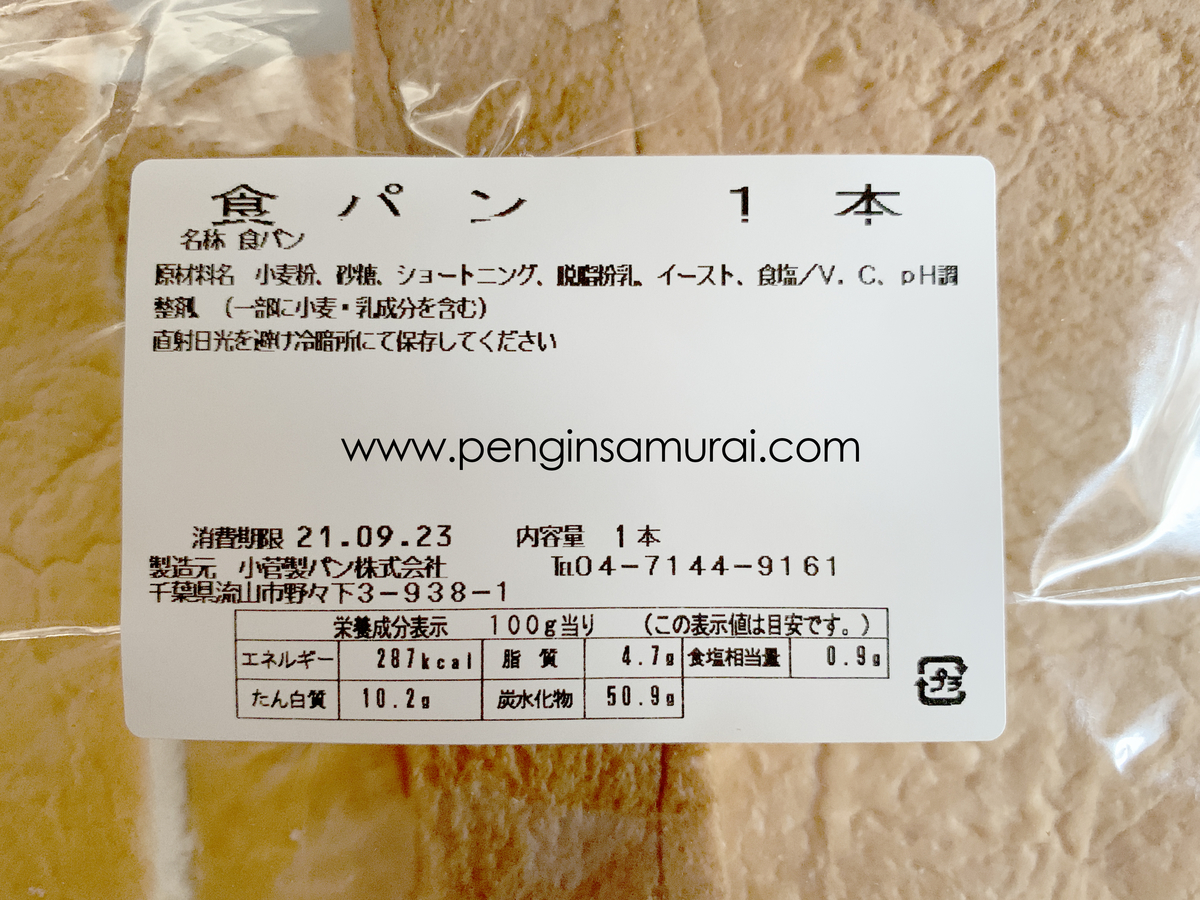 食パン 1本
名称 食パン
原材料名 小麦粉、砂糖、ショートニング、脱脂粉乳、イースト、食塩/V.C、pH調
整剤 (一部に小麦・乳成分を含む)
直射日光を避け冷暗所にて保存してください
www.penginsamurai.com
消費期限 21.09.23 内容量 1本
製造元 小菅製パン株式会社 ℡04-7144-9161
千葉県流山市野々下3-938-1
栄養成分表示 100g当り (この表示値は目安です。)
エネルギー 287kcal 脂質 4.7g 食塩相当量 0.9g
たん白質 10.2g 炭水化物 50.9g
プラ